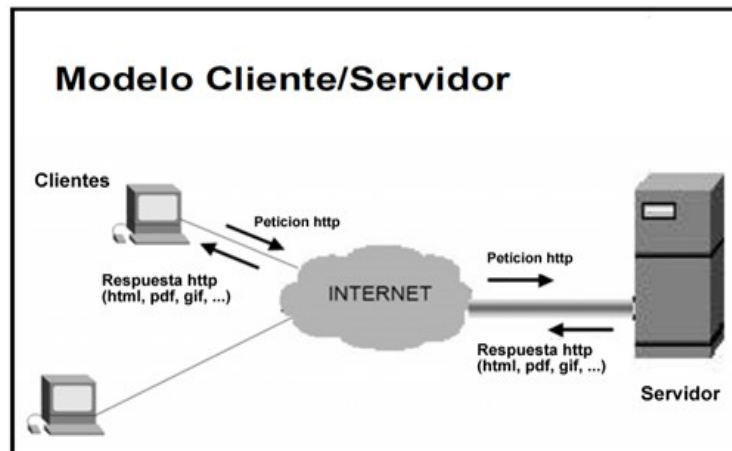 Modelo Cliente/Servidor
Clientes
Peticion http
Respuesta http
(html, pdf, gif, ...)
INTERNET
Peticion http
Respuesta http
(html, pdf, gif, ...)
Servidor